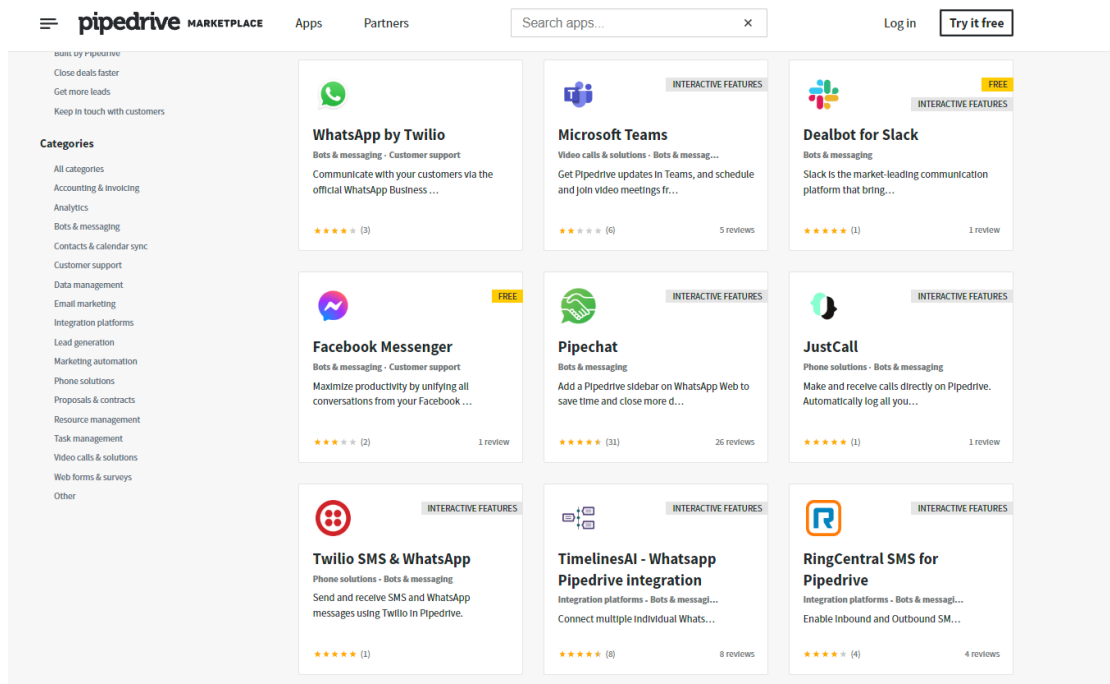 pipedrive MARKETPLACE
Apps
Partners
Search apps...
Log in
Try it free
Built by Pipedrive
Close deals faster
Get more leads
Keep in touch with customers
Categories
All categories
Accounting & invoicing
Analytics
Bots & messaging
Contacts & calendar sync
Customer support
Data management
Email marketing
Integration platforms
Lead generation
Marketing automation
Phone solutions
Proposals & contracts
Resource management
Task management
Video calls & solutions
Web forms & surveys
Other
WhatsApp by Twilio
Bots & messaging · Customer support
Communicate with your customers via the
official WhatsApp Business ...
(3)
INTERACTIVE FEATURES
Microsoft Teams
Video calls & solutions · Bots & messag...
Get Pipedrive updates in Teams, and schedule
and join video meetings fr...
(6)
5 reviews
FREE
INTERACTIVE FEATURES
Dealbot for Slack
Bots & messaging
Slack is the market-leading communication
platform that bring...
(1)
1 review
FREE
Facebook Messenger
Bots & messaging · Customer support
Maximize productivity by unifying all
conversations from your Facebook ...
(2)
1 review
INTERACTIVE FEATURES
Pipechat
Bots & messaging
Add a Pipedrive sidebar on WhatsApp Web to
save time and close more d...
(31)
26 reviews
INTERACTIVE FEATURES
JustCall
Phone solutions · Bots & messaging
Make and receive calls directly on Pipedrive.
Automatically log all you...
(1)
1 review
INTERACTIVE FEATURES
Twilio SMS & WhatsApp
Phone solutions · Bots & messaging
Send and receive SMS and WhatsApp
messages using Twilio in Pipedrive.
(1)
INTERACTIVE FEATURES
TimelinesAI - Whatsapp
Pipedrive integration
Integration platforms · Bots & messagi...
Connect multiple individual Whats...
(8)
8 reviews
INTERACTIVE FEATURES
RingCentral SMS for
Pipedrive
Integration platforms · Bots & messagi...
Enable Inbound and Outbound SM...
(4)
4 reviews